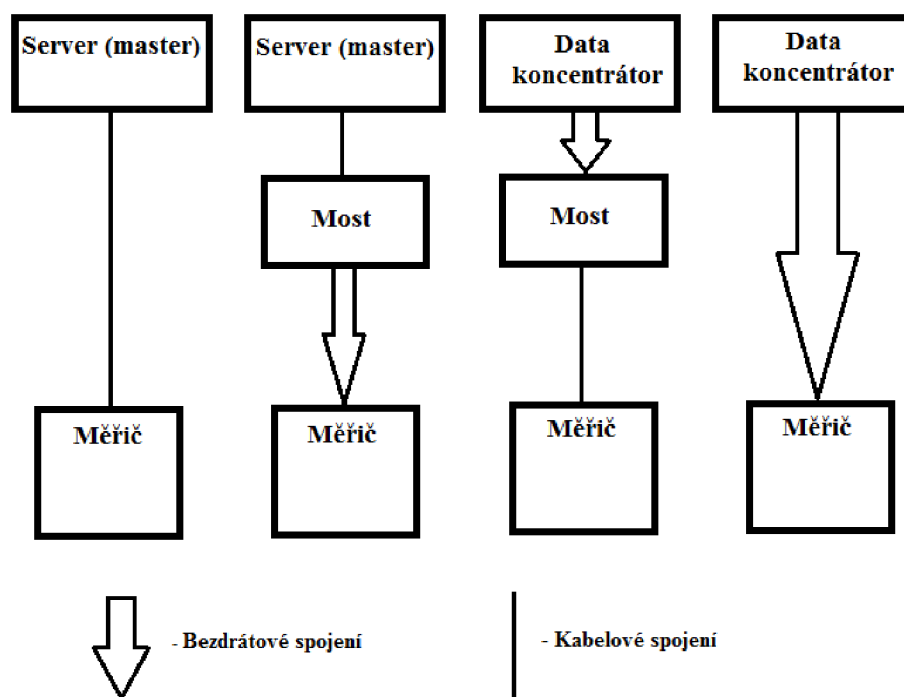 Server (master)
Server (master)
Data
koncentrátor
Data
koncentrátor
Most
Most
Měřič
Měřič
Měřič
Měřič
- Bezdrátové spojení
- Kabelové spojení